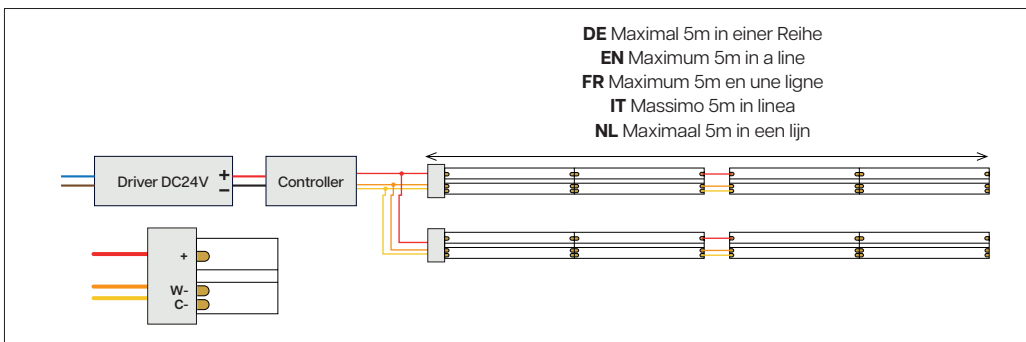 DE Maximal 5m in einer Reihe
EN Maximum 5m in a line
FR Maximum 5m en une ligne
IT Massimo 5m in linea
NL Maximaal 5m in een lijn
Driver DC24V + −
Controller
+
W-
C-